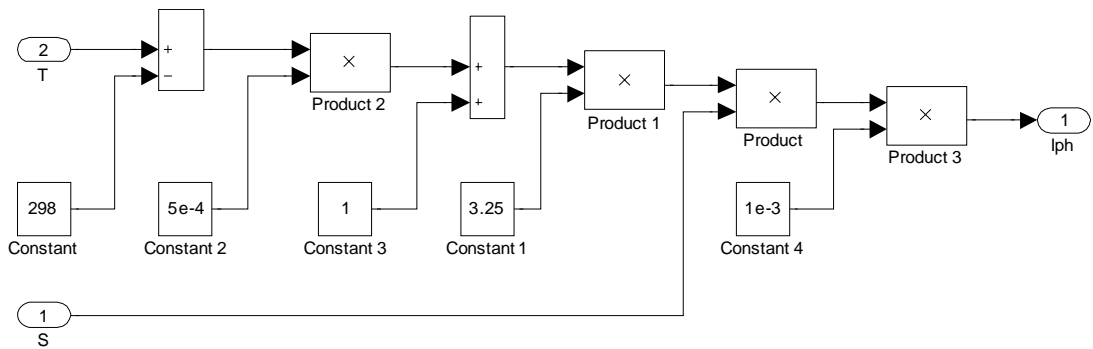 2
T
+
−
×
Product 2
+
+
×
Product 1
×
Product
×
Product 3
1
Iph
298
Constant
5e-4
Constant 2
1
Constant 3
3.25
Constant 1
1e-3
Constant 4
1
S